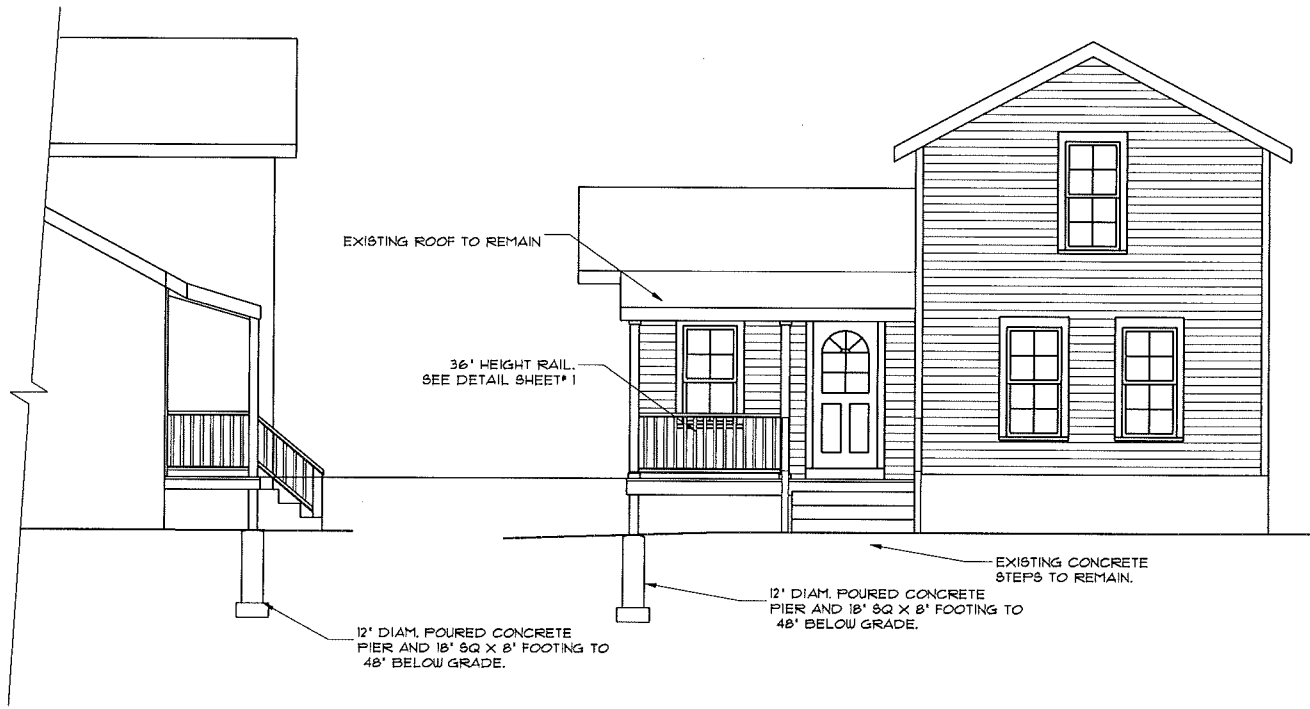 EXISTING ROOF TO REMAIN
36" HEIGHT RAIL.
SEE DETAIL SHEET# 1
EXISTING CONCRETE
STEPS TO REMAIN.
12" DIAM. POURED CONCRETE
PIER AND 18" SQ X 8" FOOTING TO
48" BELOW GRADE.
12" DIAM. POURED CONCRETE
PIER AND 18" SQ X 8" FOOTING TO
48" BELOW GRADE.